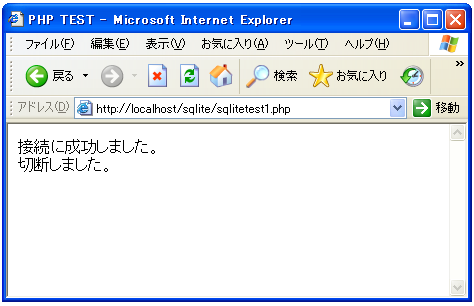 PHP TEST - Microsoft Internet Explorer
ファイル(F) 編集(E) 表示(V) お気に入り(A) ツール(T) ヘルプ(H)
戻る 検索 お気に入り »
アドレス(D) http://localhost/sqlite/sqlitetest1.php 移動
接続に成功しました。
切断しました。